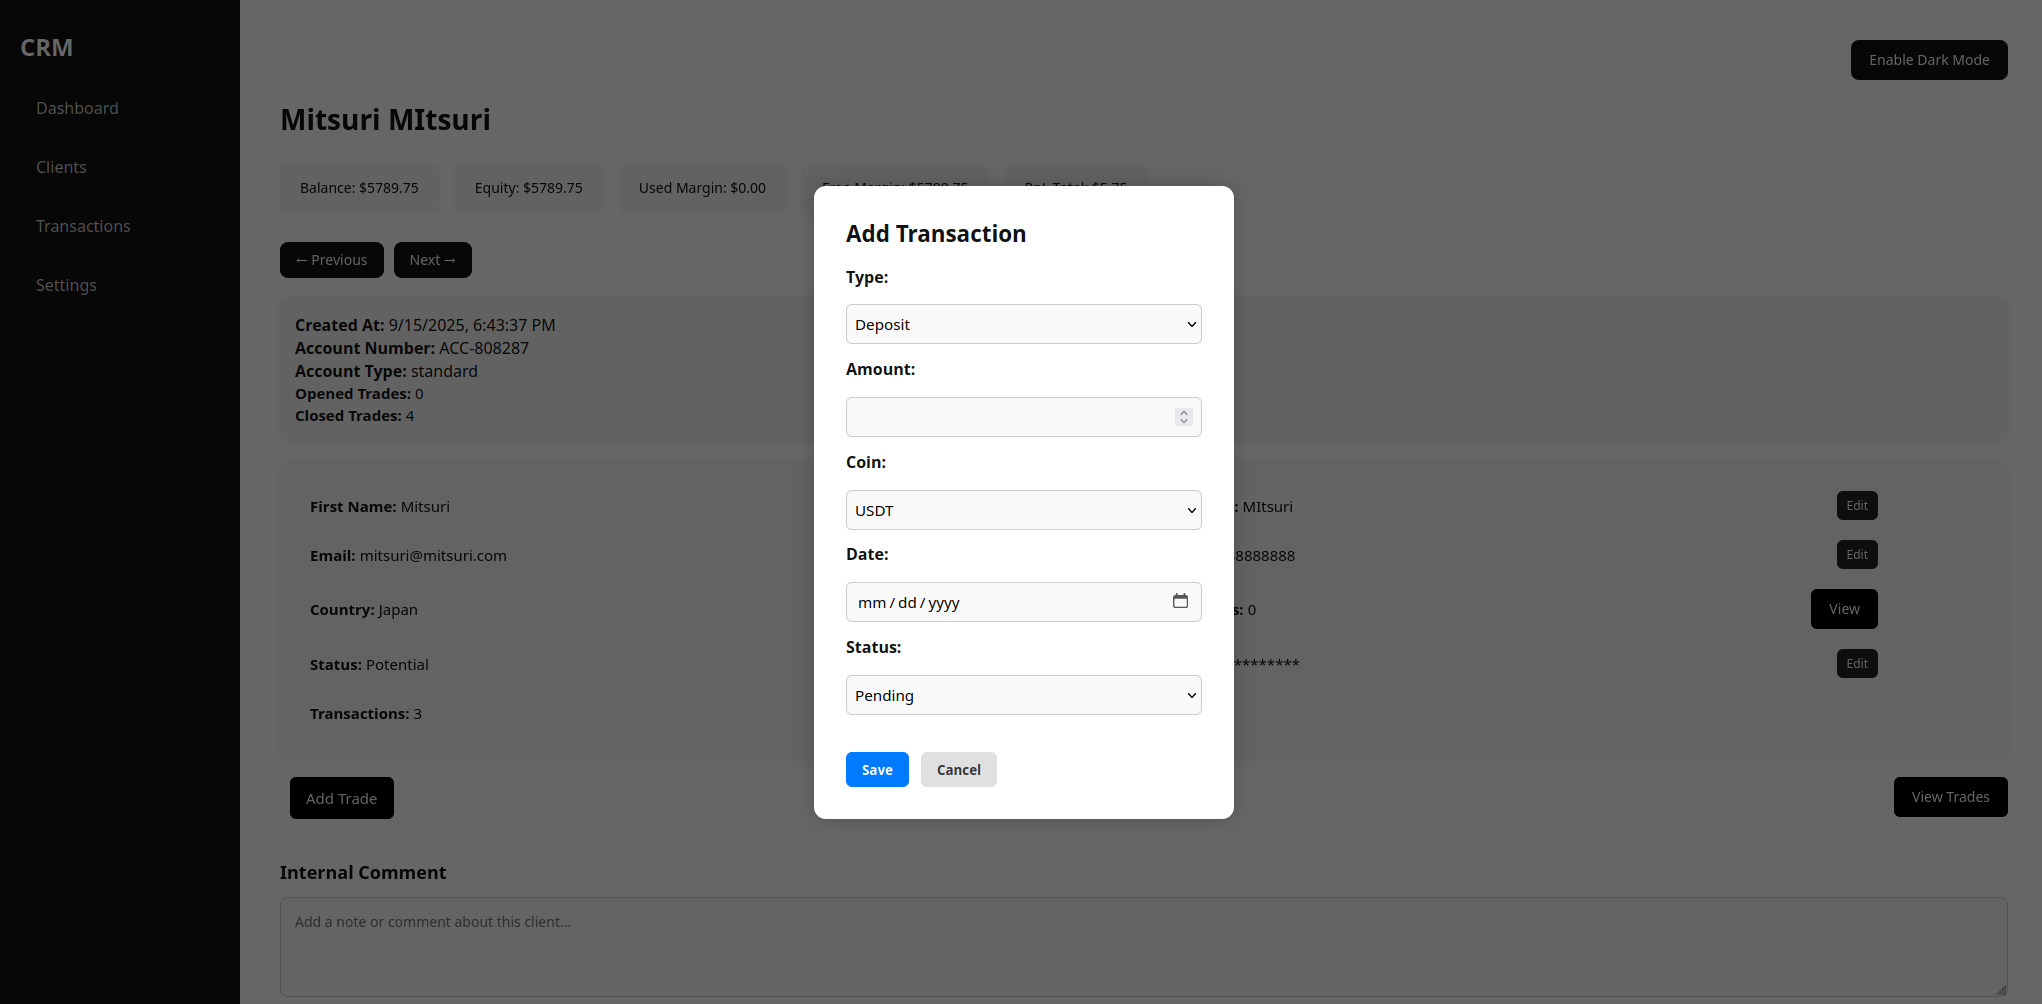 CRM
Dashboard
Clients
Transactions
Settings
Enable Dark Mode
Mitsuri MItsuri
Balance: $5789.75
Equity: $5789.75
Used Margin: $0.00
← Previous
Next →
Created At: 9/15/2025, 6:43:37 PM
Account Number: ACC-808287
Account Type: standard
Opened Trades: 0
Closed Trades: 4
First Name: Mitsuri
: MItsuri
Edit
Email: mitsuri@mitsuri.com
8888888
Edit
Country: Japan
s: 0
View
Status: Potential
********
Edit
Transactions: 3
Add Trade
View Trades
Internal Comment
Add a note or comment about this client...
Add Transaction
Type:
Deposit
Amount:
Coin:
USDT
Date:
mm/dd/yyyy
Status:
Pending
Save
Cancel